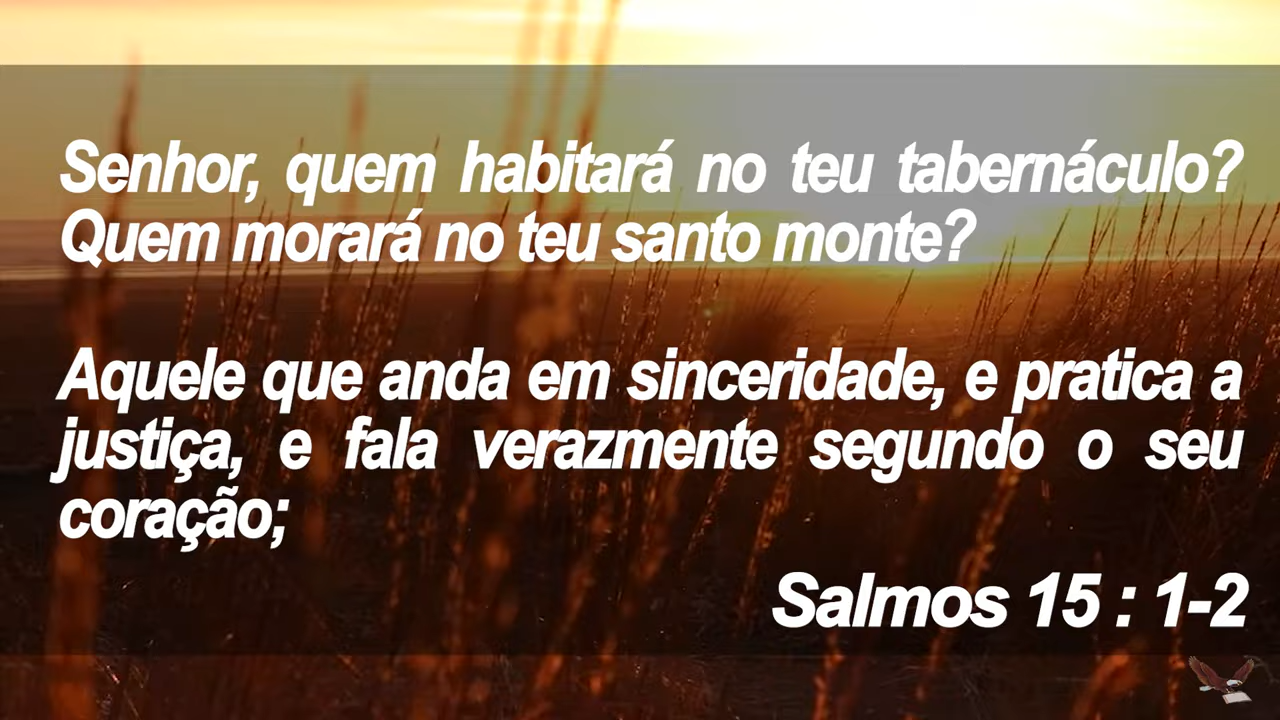 Senhor, quem habitará no teu tabernáculo?
Quem morará no teu santo monte?
Aquele que anda em sinceridade, e pratica a
justiça, e fala verazmente segundo o seu
coração;
Salmos 15 : 1-2